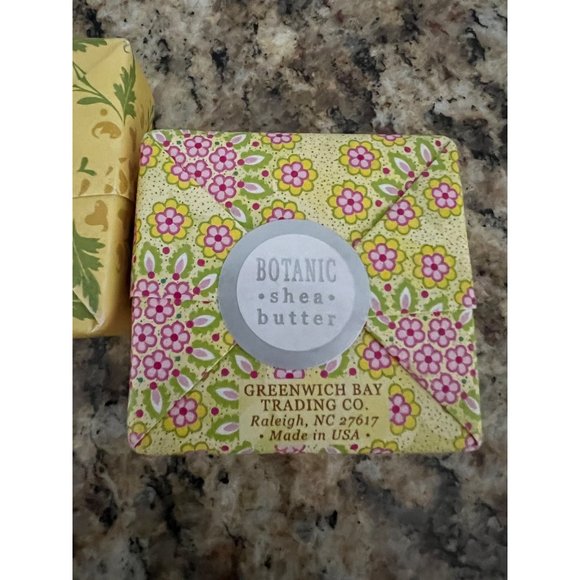 BOTANIC
• shea •
butter
GREENWICH BAY
TRADING CO.
Raleigh, NC 27617
• Made in USA •